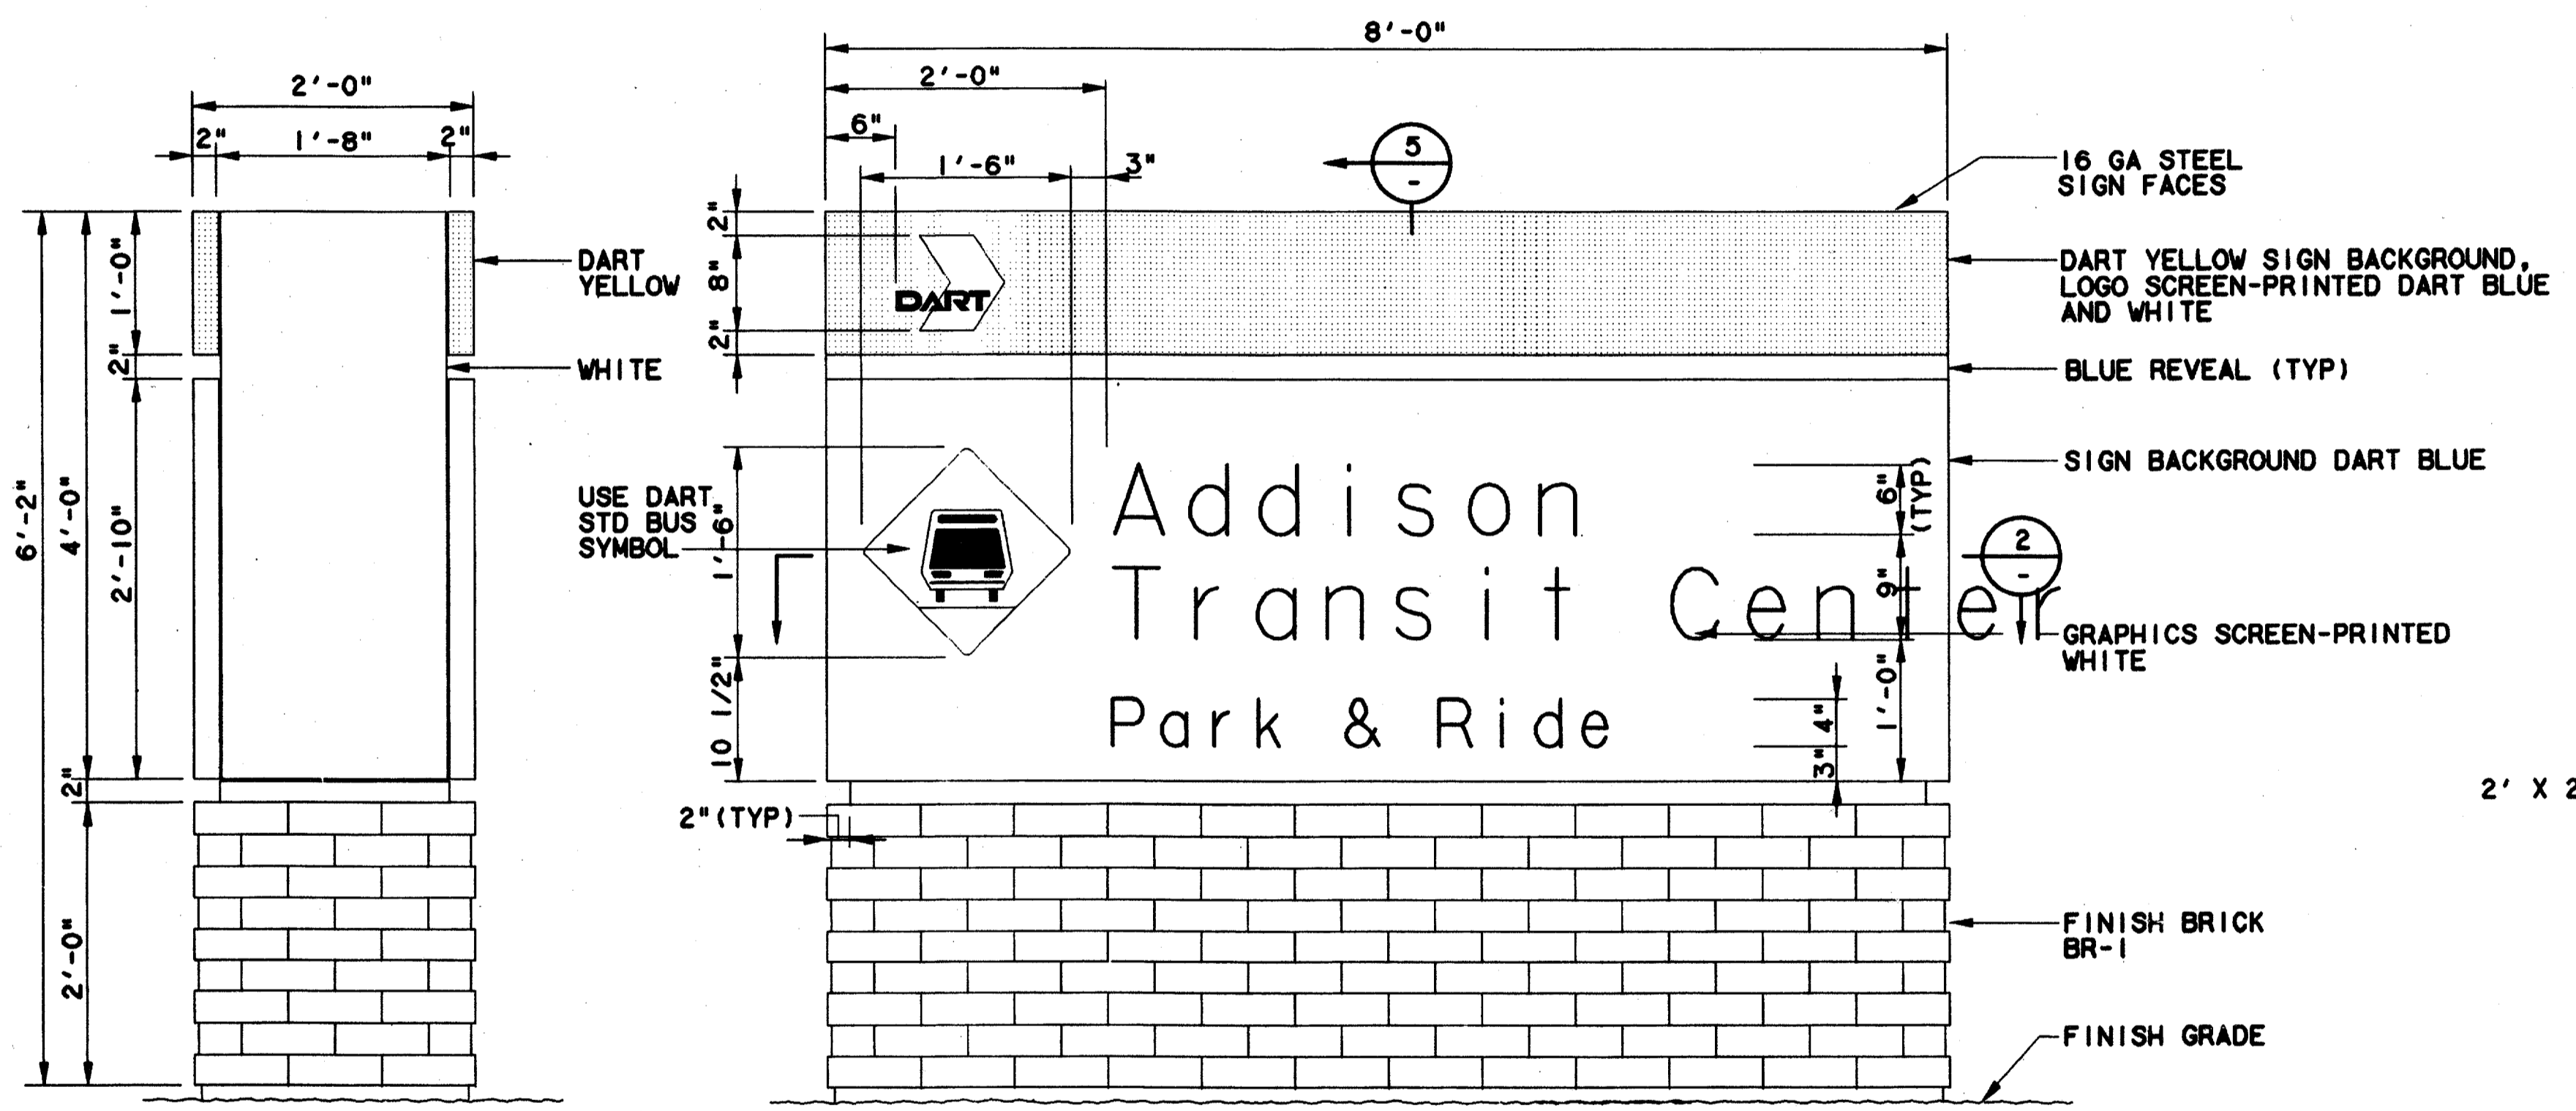 2'-0"
2"
1'-8"
2"
6'-2"
4'-0"
1'-0"
2"
2'-10"
2"
2'-0"
DART
YELLOW
WHITE
USE DART
STD BUS
SYMBOL
8'-0"
2'-0"
6"
1'-6"
3"
5
-
2"
8"
2"
DART
1'-6"
10 1/2"
2"(TYP)
Addison
Transit Center
Park & Ride
6"
(TYP)
9"
1'-0"
4"
3"
2
-
16 GA STEEL
SIGN FACES
DART YELLOW SIGN BACKGROUND,
LOGO SCREEN-PRINTED DART BLUE
AND WHITE
BLUE REVEAL (TYP)
SIGN BACKGROUND DART BLUE
GRAPHICS SCREEN-PRINTED
WHITE
2' X 2
FINISH BRICK
BR-1
FINISH GRADE